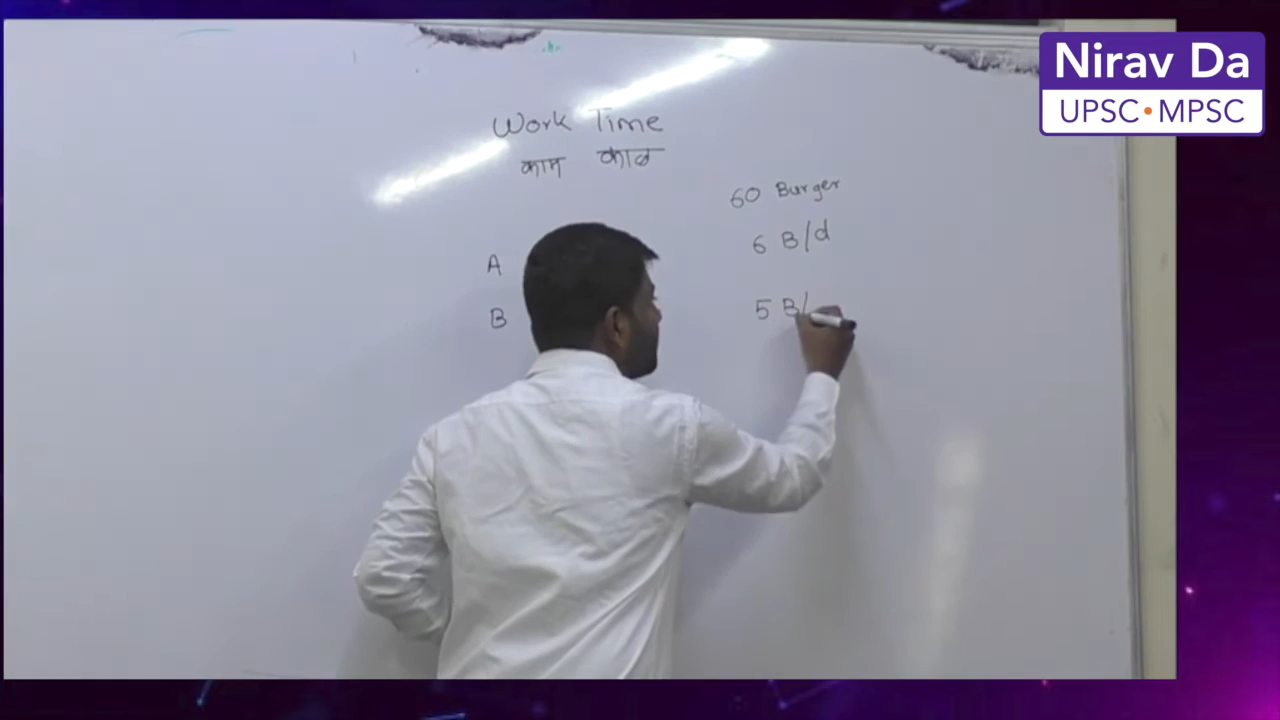 Nirav Da
UPSC • MPSC
Work Time
काम काळ
60 Burger
A 6 B/d
B 5 B/